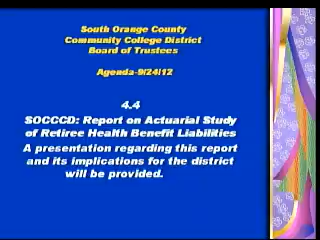 South Orange County
Community College District
Board of Trustees
Agenda-9/24/12
4.4
SOCCCD: Report on Actuarial Study
of Retiree Health Benefit Liabilities
A presentation regarding this report
and its implications for the district
will be provided.